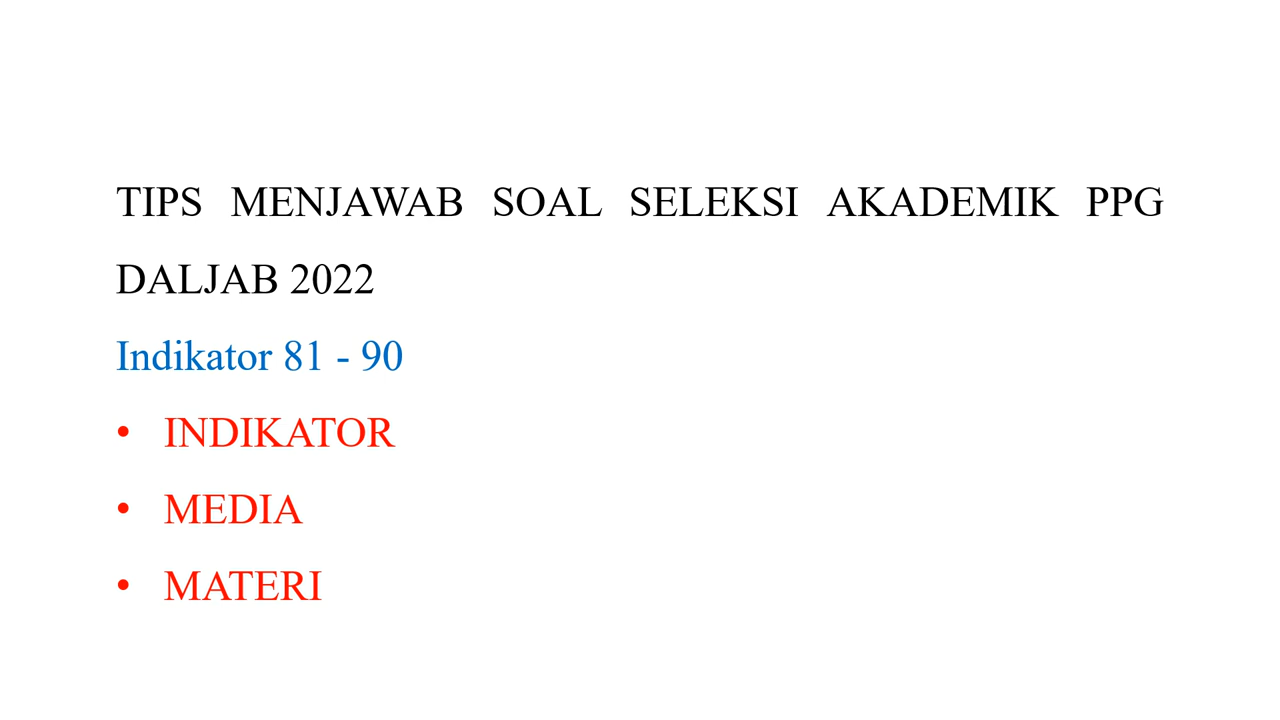 TIPS MENJAWAB SOAL SELEKSI AKADEMIK PPG
DALJAB 2022
Indikator 81 - 90
• INDIKATOR
• MEDIA
• MATERI